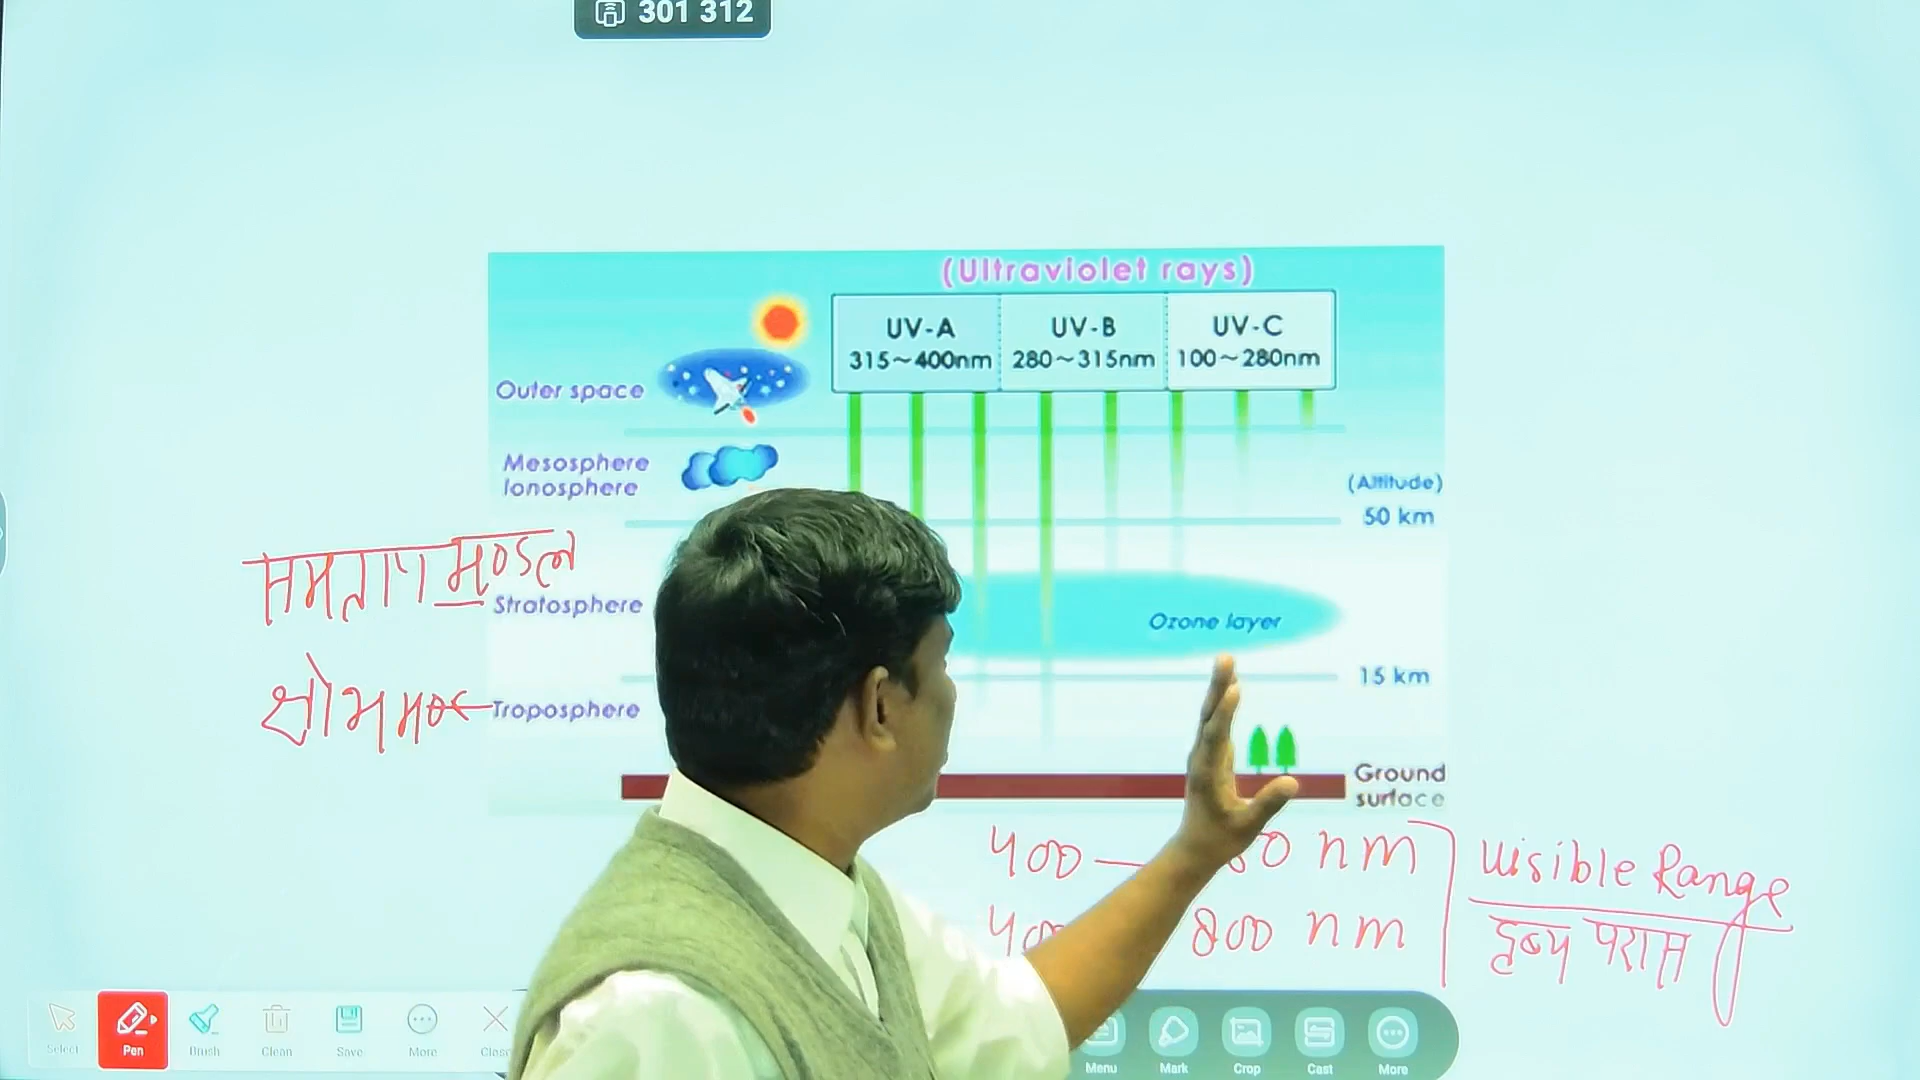 301 312
(Ultraviolet rays)
UV-A UV-B UV-C
315~400nm 280~315nm 100~280nm
Outer space
Mesosphere
Ionosphere
(Altitude)
50 km
समताप मण्डल
Stratosphere
Ozone layer
15 km
Troposphere
Ground
surface
400 — nm
Visible Range
800 nm
परास
Select Pen Brush Clean Save More
Menu Mark Crop Cast More